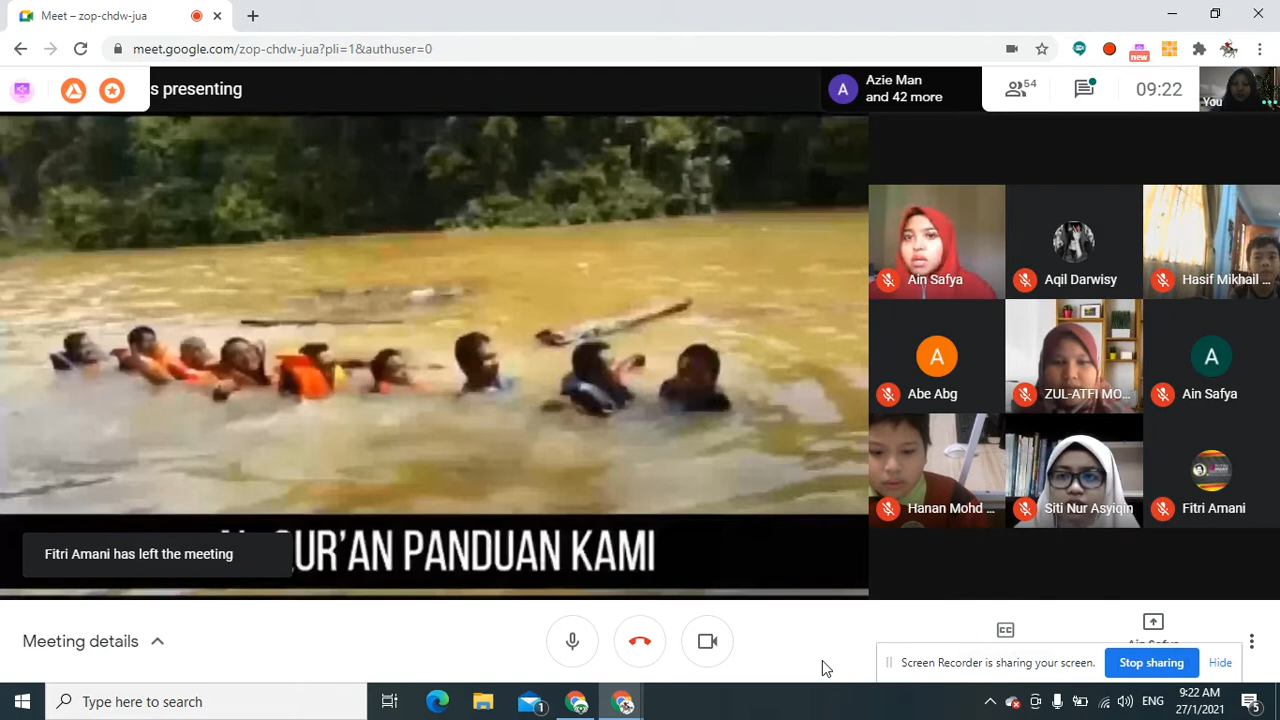 Meet – zop-chdw-jua
meet.google.com/zop-chdw-jua?pli=1&authuser=0
new
s presenting
A
Azie Man
and 42 more
54
09:22
You
Ain Safya
Aqil Darwisy
Hasif Mikhail ...
A
Abe Abg
ZUL-ATFI MO...
A
Ain Safya
Hanan Mohd ...
Siti Nur Asyiqin
Fitri Amani
UR'AN PANDUAN KAMI
Fitri Amani has left the meeting
Meeting details
CC
Screen Recorder is sharing your screen.
Stop sharing
Hide
Type here to search
1
ENG
9:22 AM
27/1/2021
5